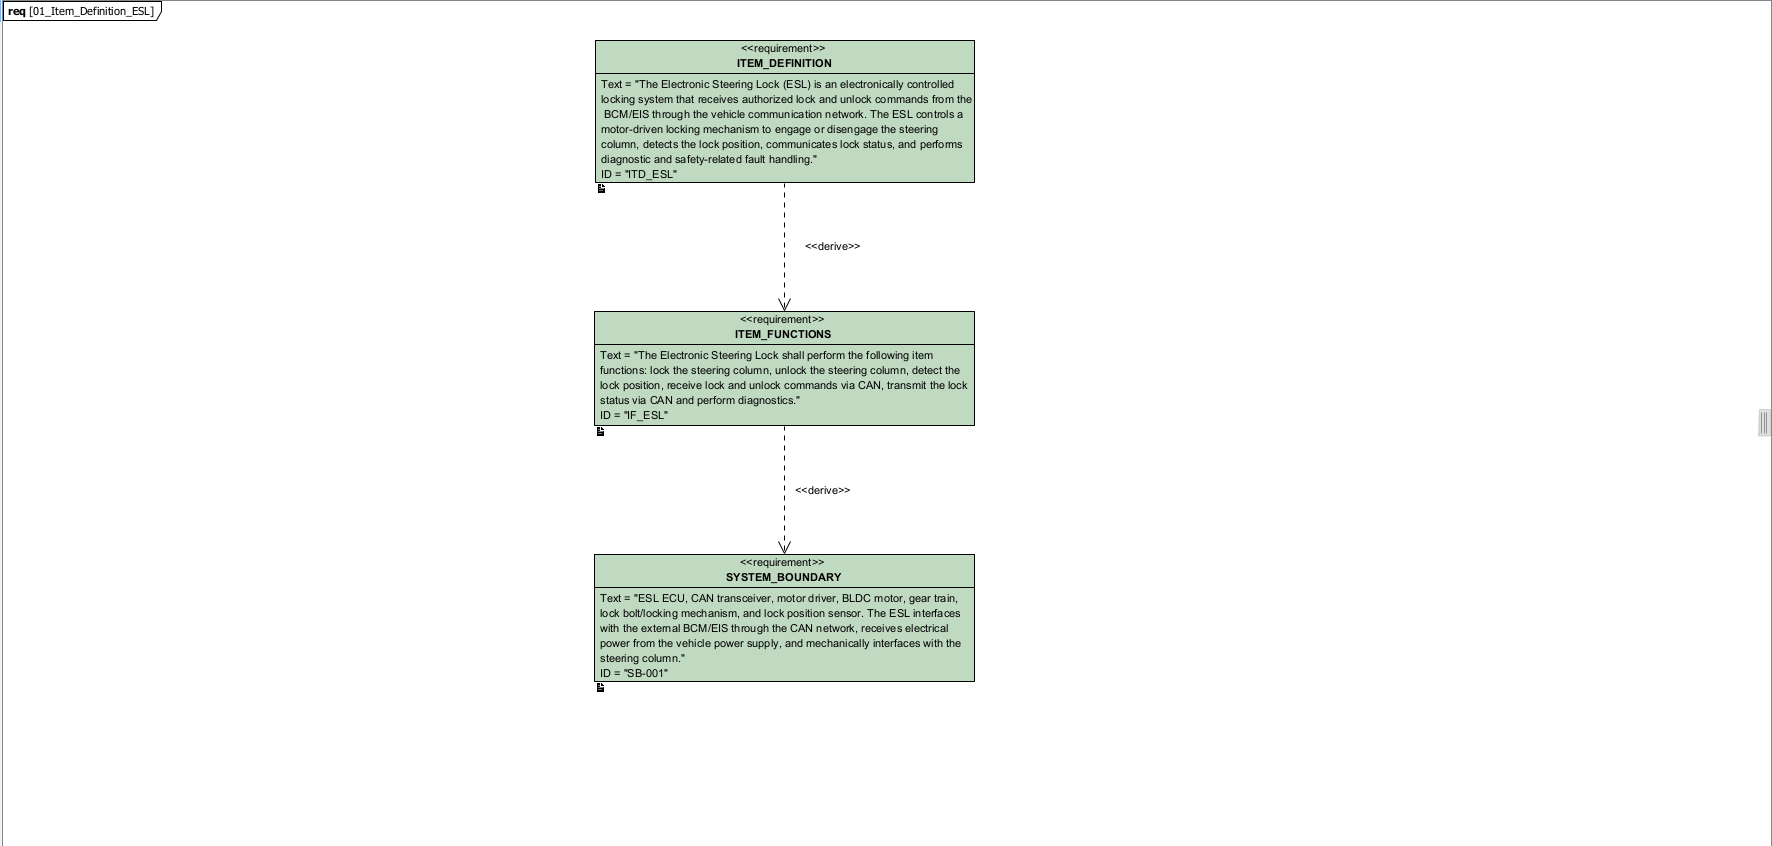 req [01_Item_Definition_ESL]
<<requirement>>
ITEM_DEFINITION
Text = "The Electronic Steering Lock (ESL) is an electronically controlled
locking system that receives authorized lock and unlock commands from the
BCM/EIS through the vehicle communication network. The ESL controls a
motor-driven locking mechanism to engage or disengage the steering
column, detects the lock position, communicates lock status, and performs
diagnostic and safety-related fault handling."
ID = "ITD_ESL"
<<derive>>
<<requirement>>
ITEM_FUNCTIONS
Text = "The Electronic Steering Lock shall perform the following item
functions: lock the steering column, unlock the steering column, detect the
lock position, receive lock and unlock commands via CAN, transmit the lock
status via CAN and perform diagnostics."
ID = "IF_ESL"
<<derive>>
<<requirement>>
SYSTEM_BOUNDARY
Text = "ESL ECU, CAN transceiver, motor driver, BLDC motor, gear train,
lock bolt/locking mechanism, and lock position sensor. The ESL interfaces
with the external BCM/EIS through the CAN network, receives electrical
power from the vehicle power supply, and mechanically interfaces with the
steering column."
ID = "SB-001"